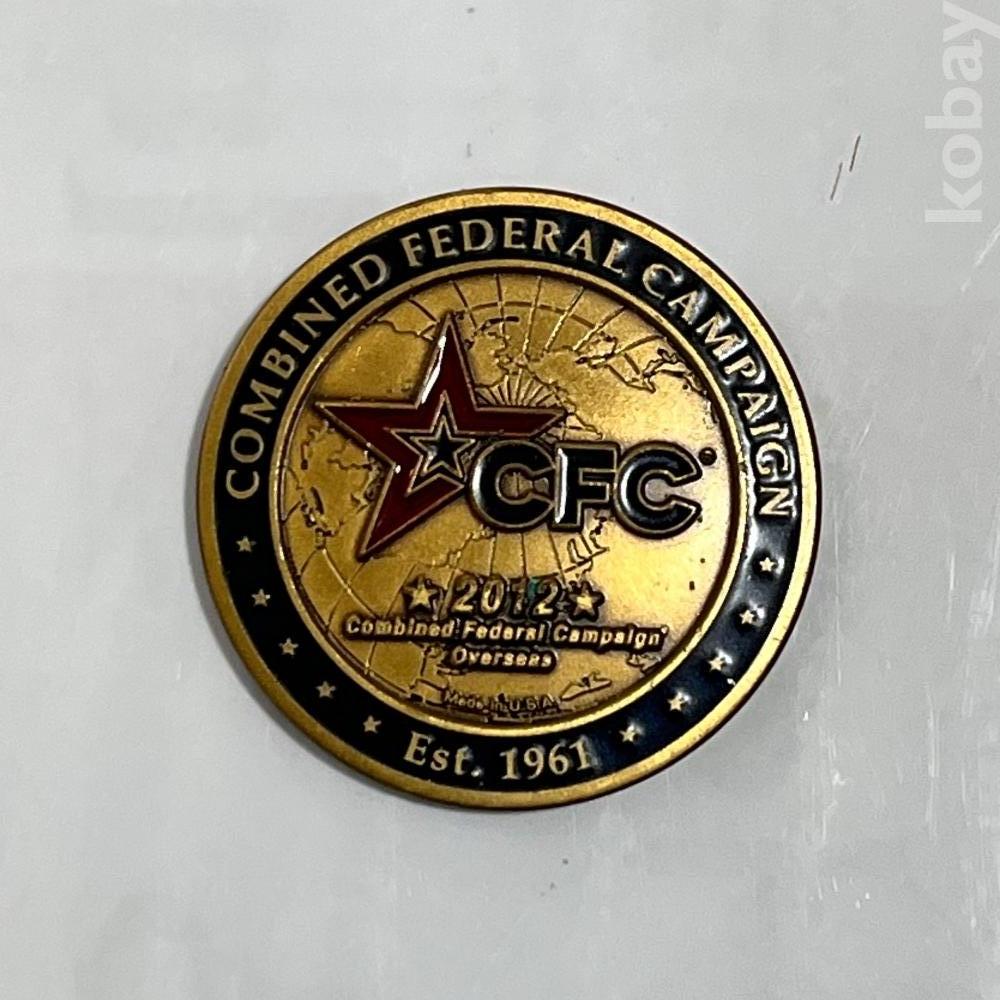 kobay
COMBINED FEDERAL CAMPAIGN
CFC
2012
Combined Federal Campaign
Overseas
Made in U.S.A
Est. 1961